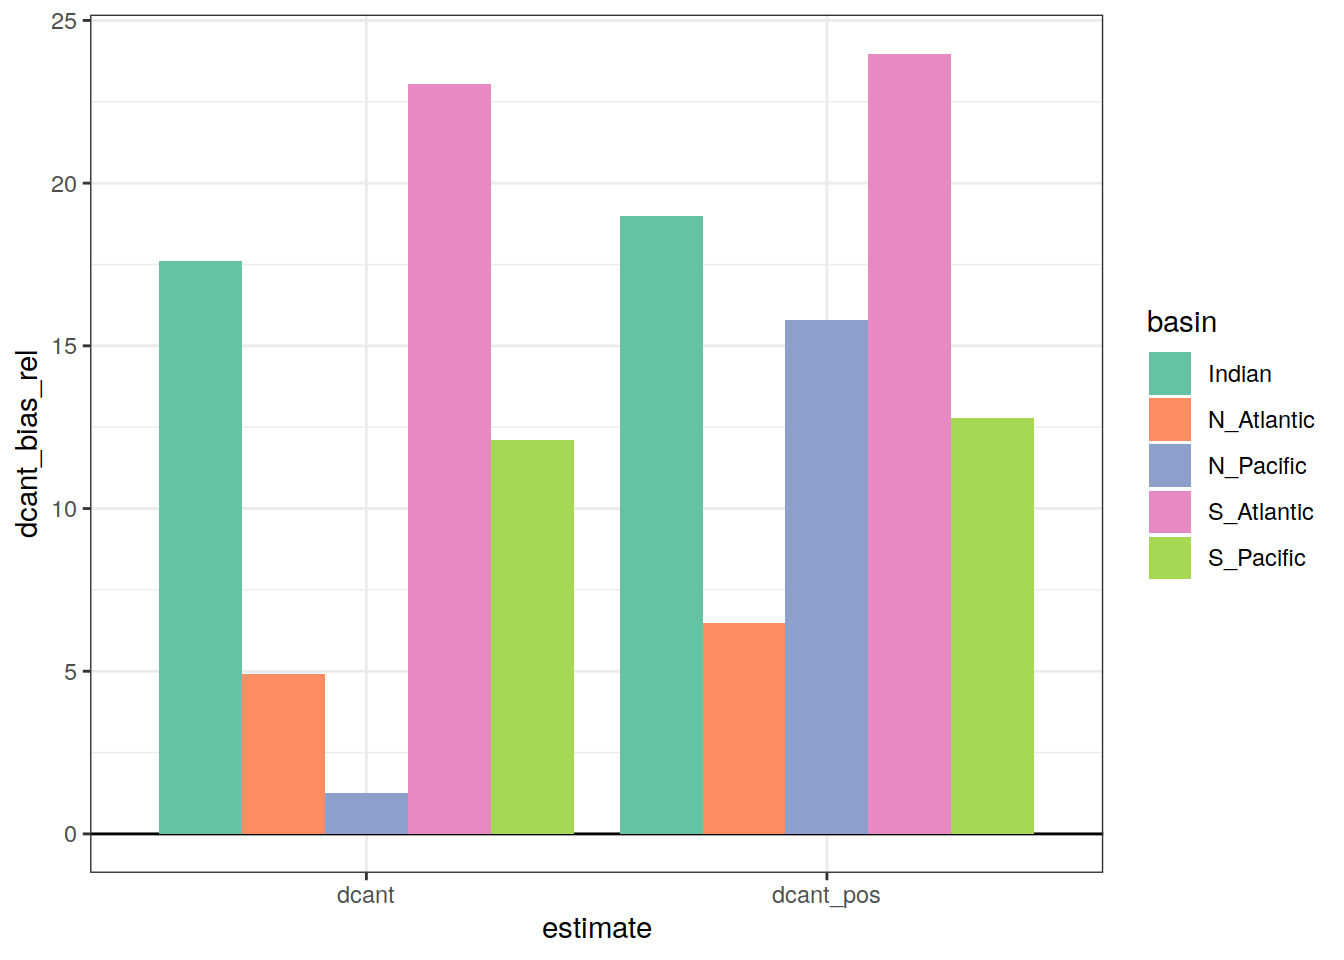 25
20
15
10
5
0
dcant_bias_rel
dcant
dcant_pos
estimate
basin
Indian
N_Atlantic
N_Pacific
S_Atlantic
S_Pacific